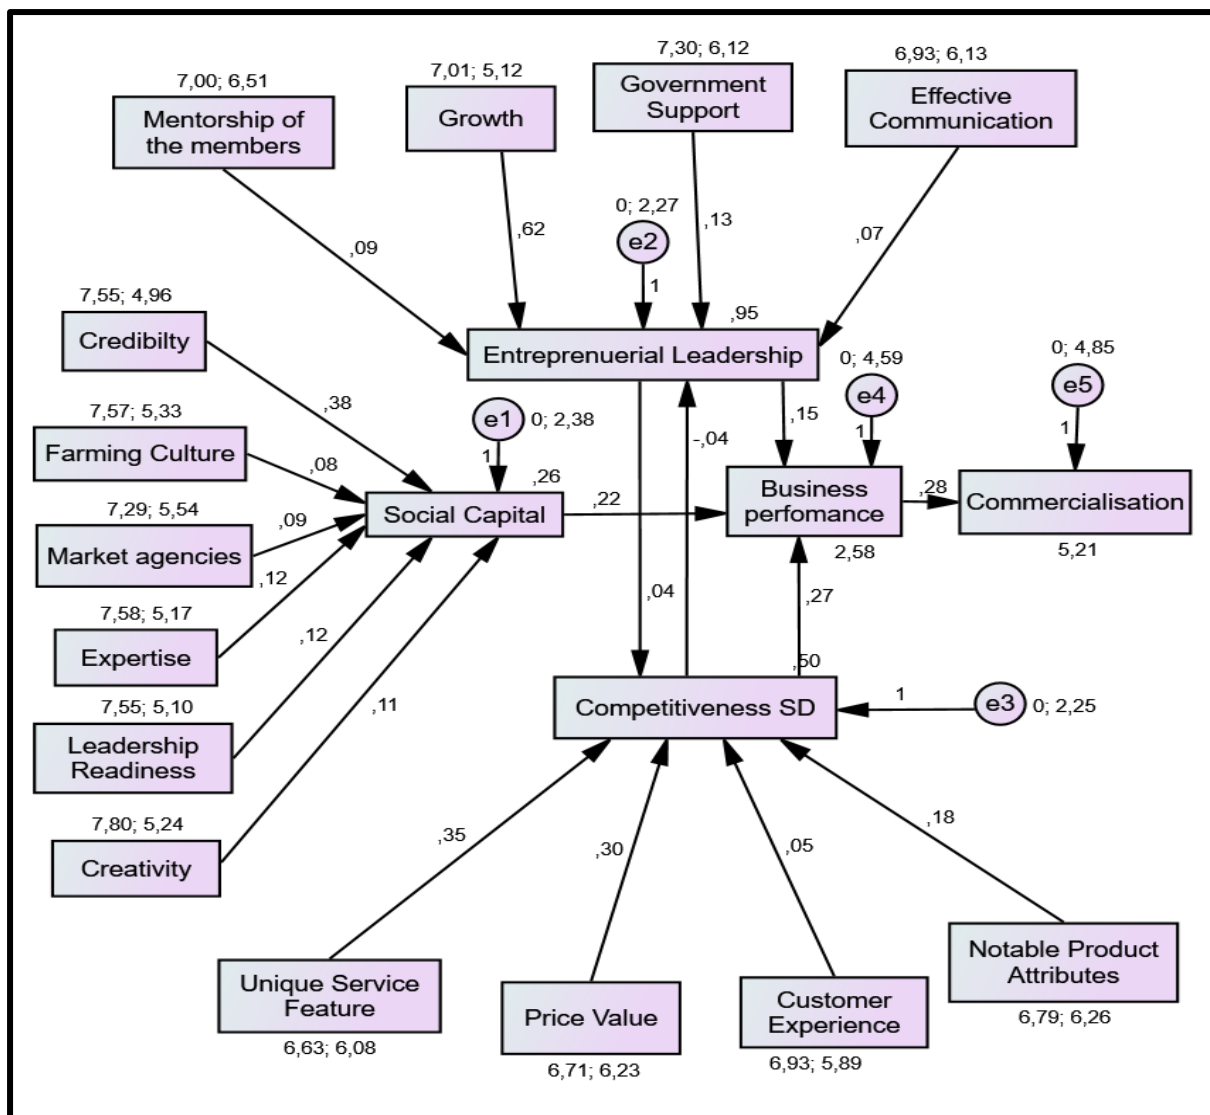 7,00; 6,51
Mentorship of
the members
7,01; 5,12
Growth
7,30; 6,12
Government
Support
6,93; 6,13
Effective
Communication
,09
,62
0; 2,27
e2
1
,13
,07
7,55; 4,96
Credibilty
,95
Entreprenuerial Leadership
,38
7,57; 5,33
Farming Culture
,08
e1
0; 2,38
1
-,04
,15
0; 4,59
e4
1
0; 4,85
e5
1
7,29; 5,54
Market agencies
,09
,26
Social Capital
,22
Business
perfomance
2,58
,28
Commercialisation
5,21
,12
7,58; 5,17
Expertise
,12
,04
,27
7,55; 5,10
Leadership
Readiness
,11
,50
Competitiveness SD
1
e3
0; 2,25
7,80; 5,24
Creativity
,35
,30
,05
,18
Unique Service
Feature
6,63; 6,08
Price Value
6,71; 6,23
Customer
Experience
6,93; 5,89
Notable Product
Attributes
6,79; 6,26